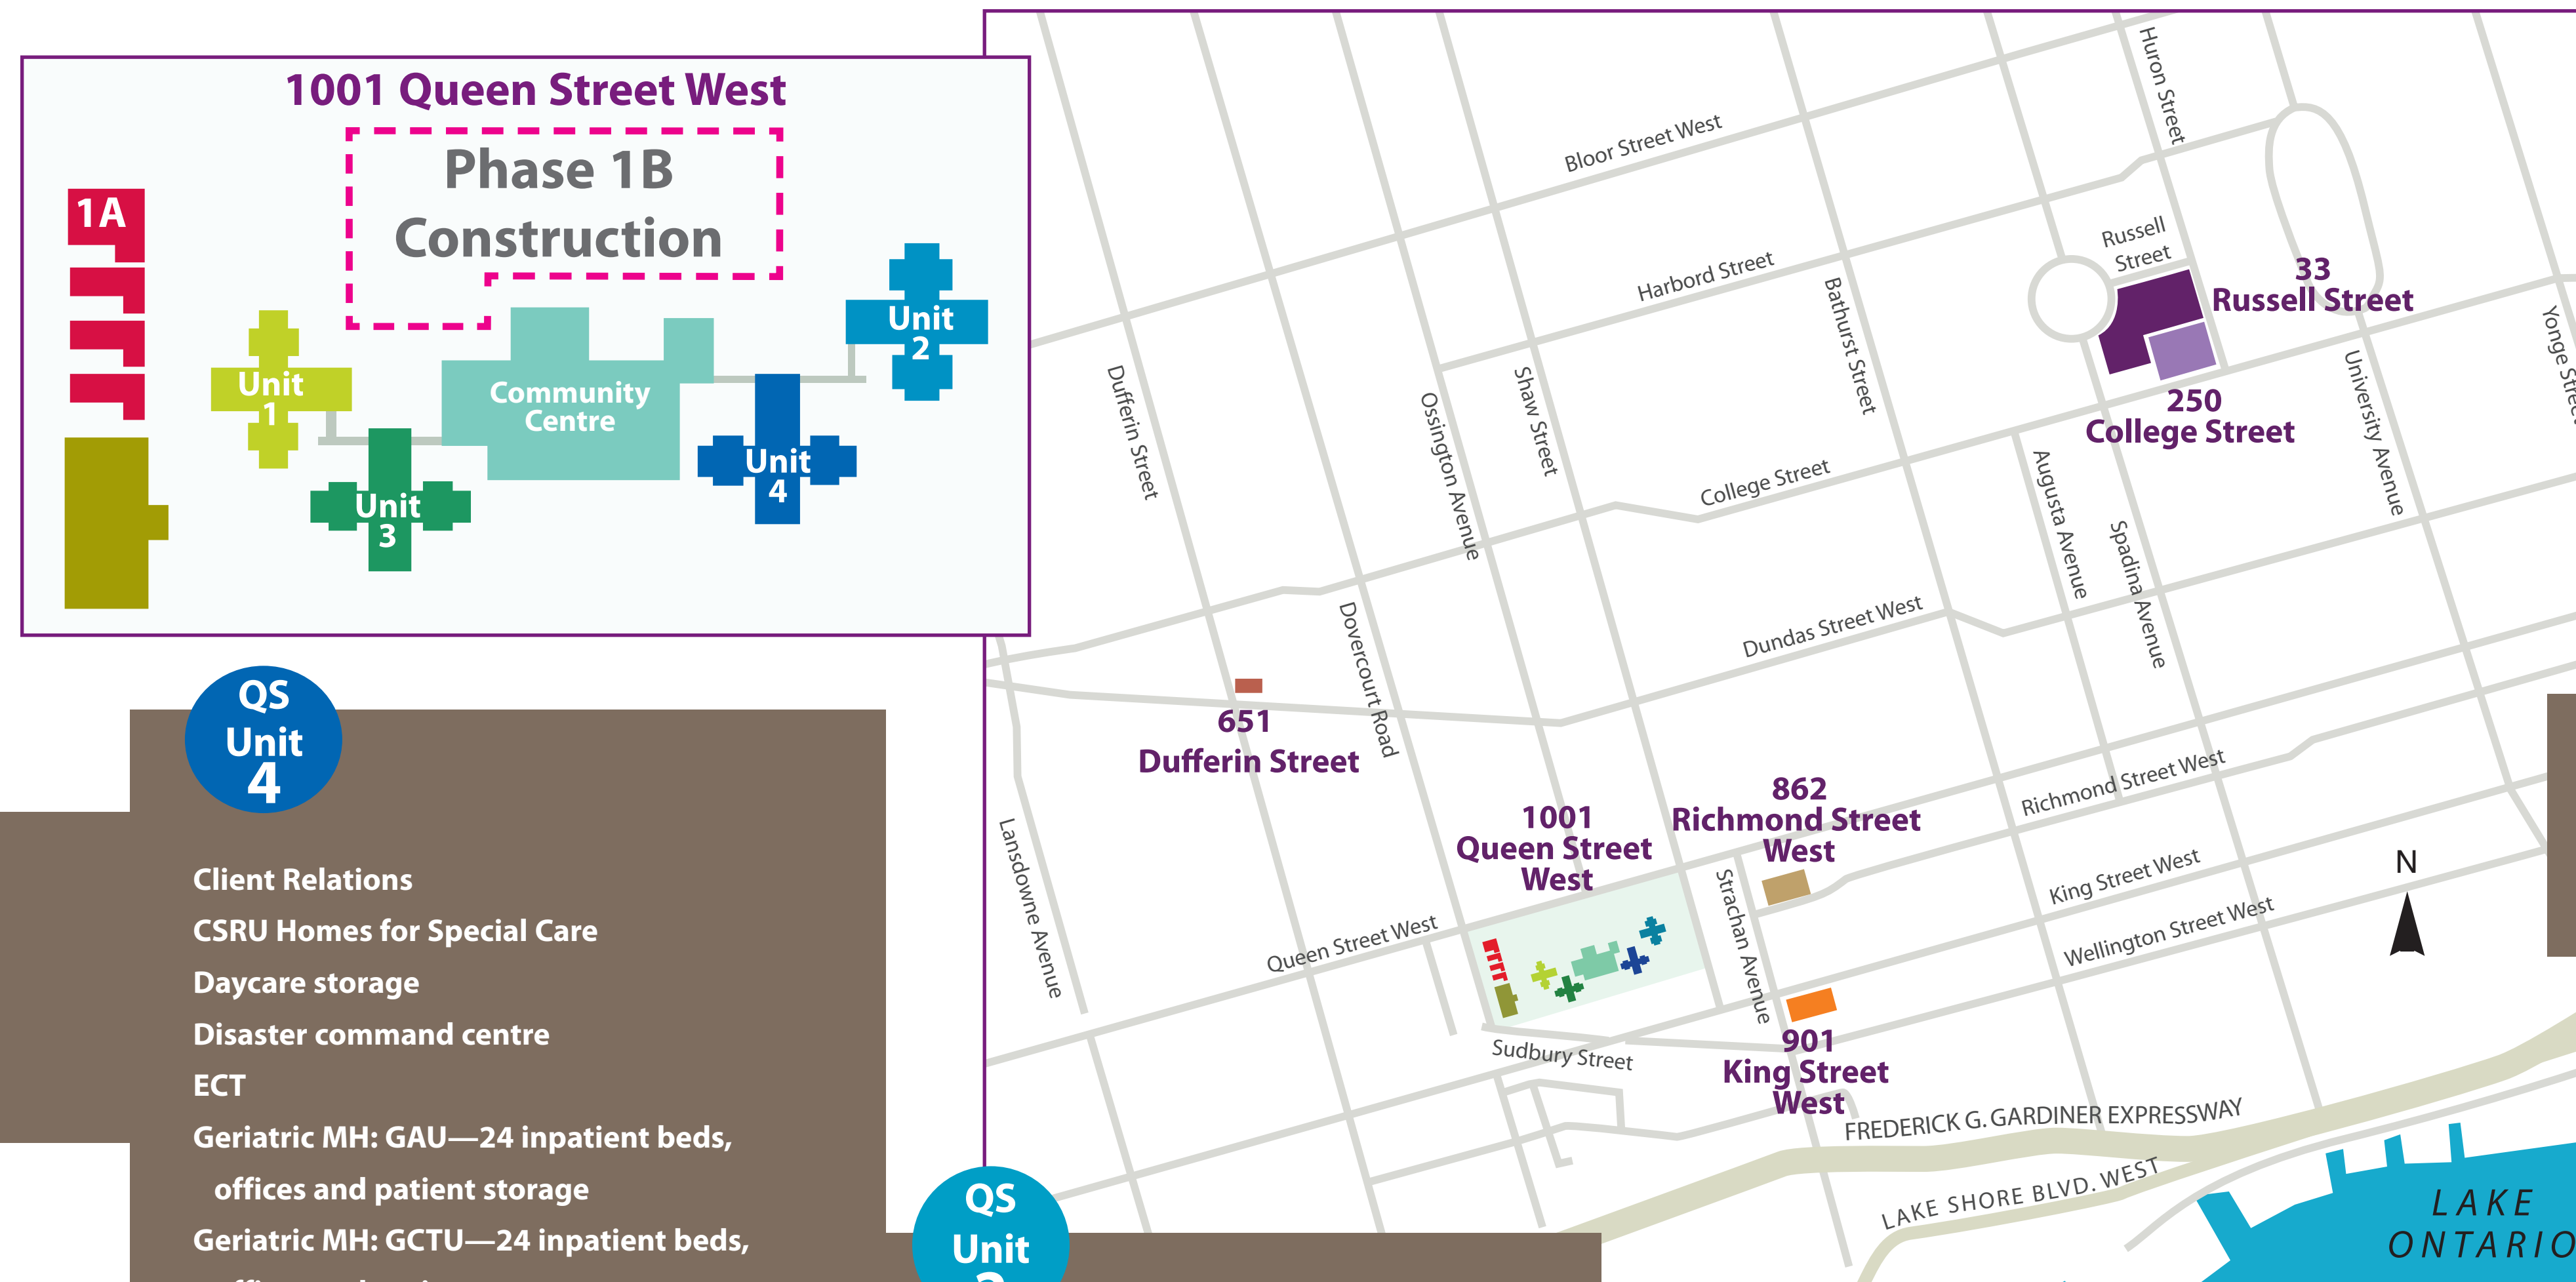 1001 Queen Street West
Phase 1B
Construction
1A
Unit
1
Unit
3
Community
Centre
Unit
4
Unit
2
QS
Unit
4
Client Relations
CSRU Homes for Special Care
Daycare storage
Disaster command centre
ECT
Geriatric MH: GAU—24 inpatient beds,
offices and patient storage
Geriatric MH: GCTU—24 inpatient beds,
QS
Unit
Bloor Street West
Huron Street
Harbord Street
Russell
Street
33
Russell Street
250
College Street
Dufferin Street
Ossington Avenue
Shaw Street
Bathurst Street
College Street
Augusta Avenue
Spadina Avenue
University Avenue
Yonge
Dovercourt Road
Dundas Street West
651
Dufferin Street
Lansdowne Avenue
1001
Queen Street
West
862
Richmond Street
West
Richmond Street West
Queen Street West
Strachan Avenue
King Street West
Wellington Street West
N
Sudbury Street
901
King Street
West
FREDERICK G. GARDINER EXPRESSWAY
LAKE SHORE BLVD. WEST
LAKE
ONTARIO